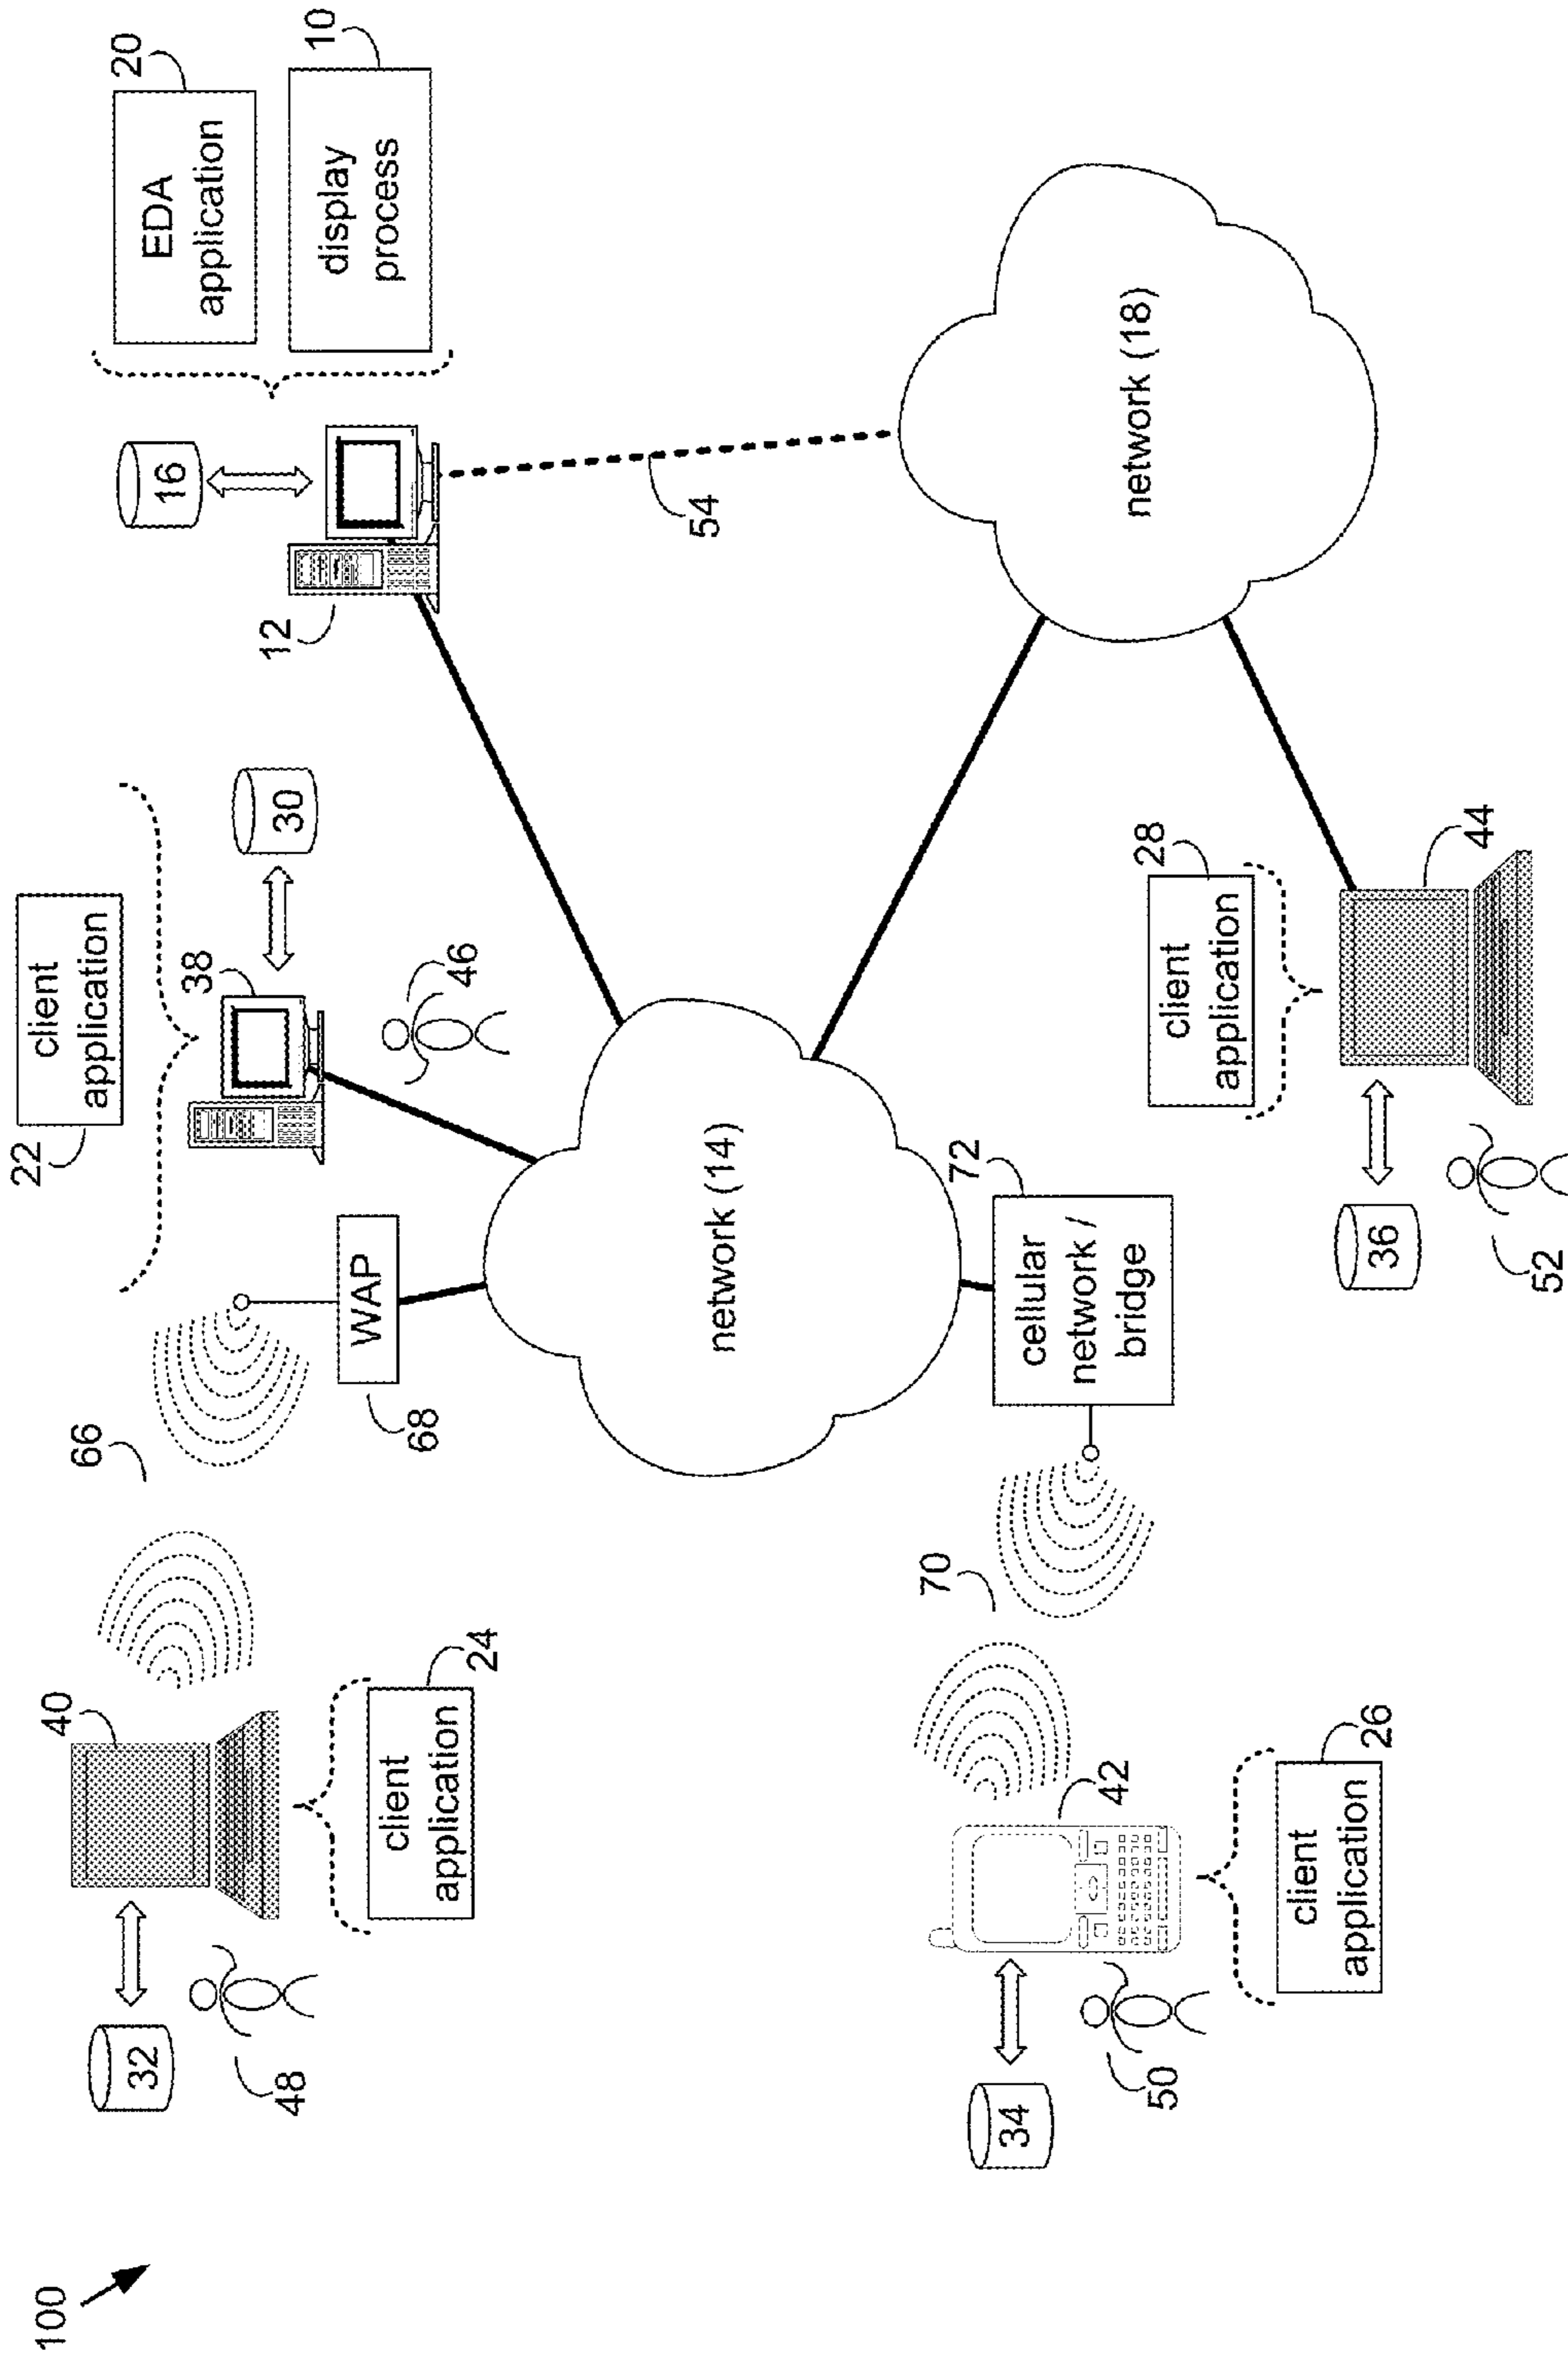 100
32
48
40
client
application
24
66
WAP
68
22
client
application
38
30
46
16
12
20
EDA
application
10
display
process
54
network (14)
network (18)
34
50
42
client
application
26
70
72
cellular
network /
bridge
28
client
application
44
36
52